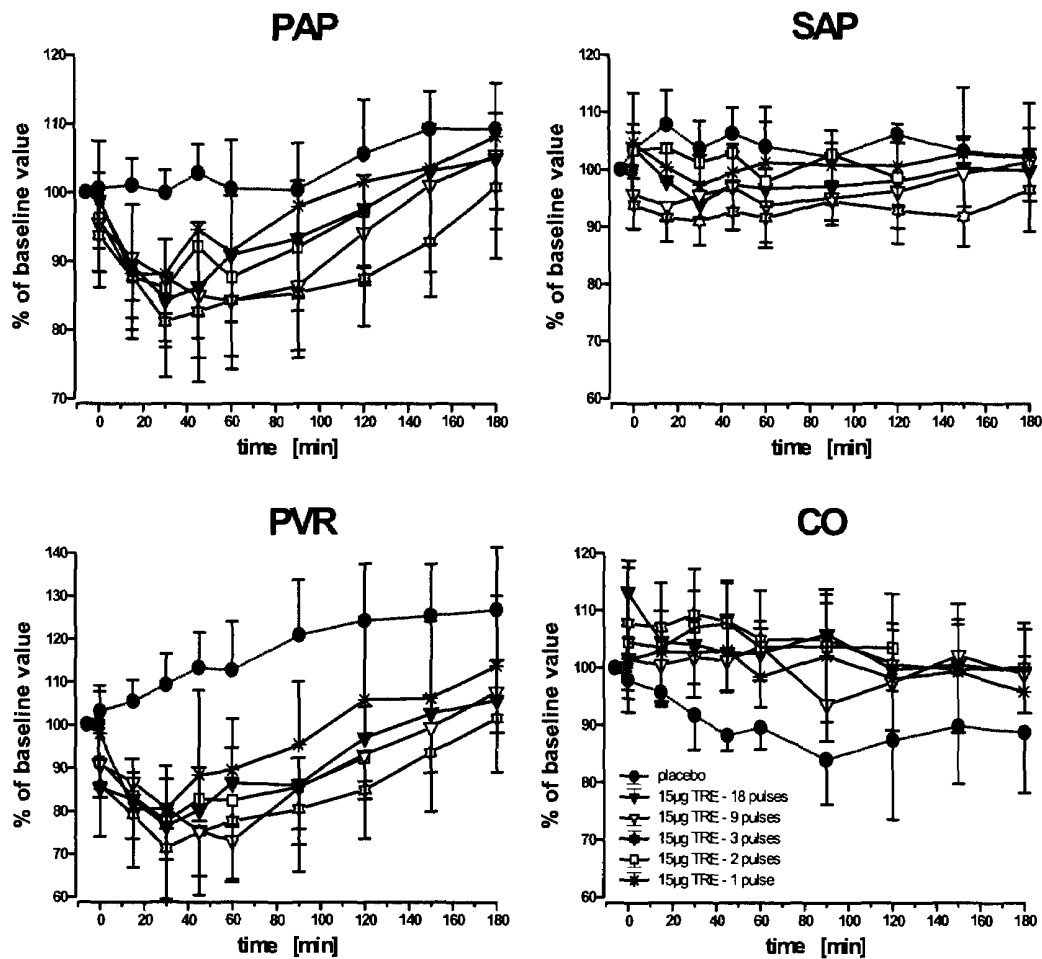 PAP
120
110
100
90
80
70
% of baseline value
0 20 40 60 80 100 120 140 160 180
time [min]
SAP
120
110
100
90
80
70
60
% of baseline value
0 20 40 60 80 100 120 140 160 180
time [min]
PVR
140
130
120
110
100
90
80
70
60
% of baseline value
0 20 40 60 80 100 120 140 160 180
time [min]
CO
120
110
100
90
80
70
60
% of baseline value
placebo
15µg TRE - 18 pulses
15µg TRE - 9 pulses
15µg TRE - 3 pulses
15µg TRE - 2 pulses
15µg TRE - 1 pulse
0 20 40 60 80 100 120 140 160 180
time [min]